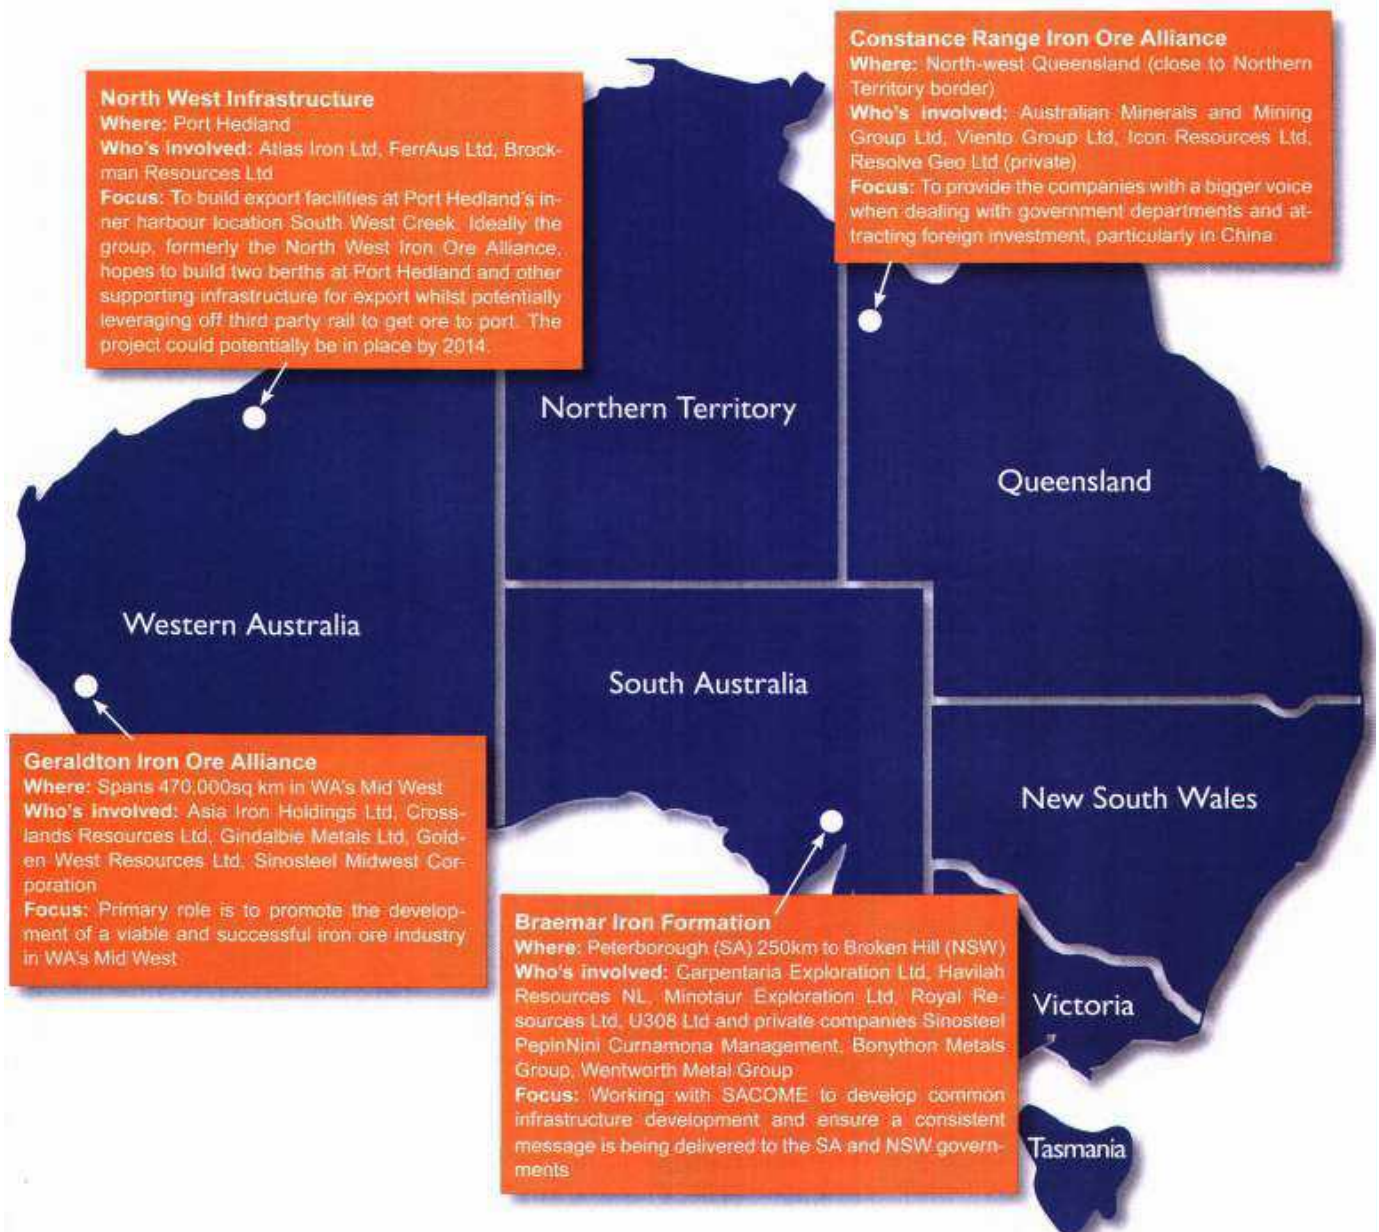 North West Infrastructure
Where: Port Hedland
Who's involved: Atlas Iron Ltd, FerrAus Ltd, Brock-
man Resources Ltd
Focus: To build export facilities at Port Hedland's in-
ner harbour location South West Creek. Ideally the
group, formerly the North West Iron Ore Alliance,
hopes to build two berths at Port Hedland and other
supporting infrastructure for export whilst potentially
leveraging off third party rail to get ore to port. The
project could potentially be in place by 2014.
Constance Range Iron Ore Alliance
Where: North-west Queensland (close to Northern
Territory border)
Who's involved: Australian Minerals and Mining
Group Ltd, Viento Group Ltd, Icon Resources Ltd,
Resolve Geo Ltd (private)
Focus: To provide the companies with a bigger voice
when dealing with government departments and at-
tracting foreign investment, particularly in China
Northern Territory
Queensland
Western Australia
South Australia
New South Wales
Geraldton Iron Ore Alliance
Where: Spans 470,000sq km in WA's Mid West
Who's involved: Asia Iron Holdings Ltd, Cross-
lands Resources Ltd, Gindalbie Metals Ltd, Gold-
en West Resources Ltd, Sinosteel Midwest Cor-
poration
Focus: Primary role is to promote the develop-
ment of a viable and successful iron ore industry
in WA's Mid West
Braemar Iron Formation
Where: Peterborough (SA) 250km to Broken Hill (NSW)
Who's involved: Carpentaria Exploration Ltd, Havilah
Resources NL, Minotaur Exploration Ltd, Royal Re-
sources Ltd, U308 Ltd and private companies Sinosteel
PepinNini Curnamona Management, Bonython Metals
Group, Wentworth Metal Group
Focus: Working with SACOME to develop common
infrastructure development and ensure a consistent
message is being delivered to the SA and NSW govern-
ments
Victoria
Tasmania